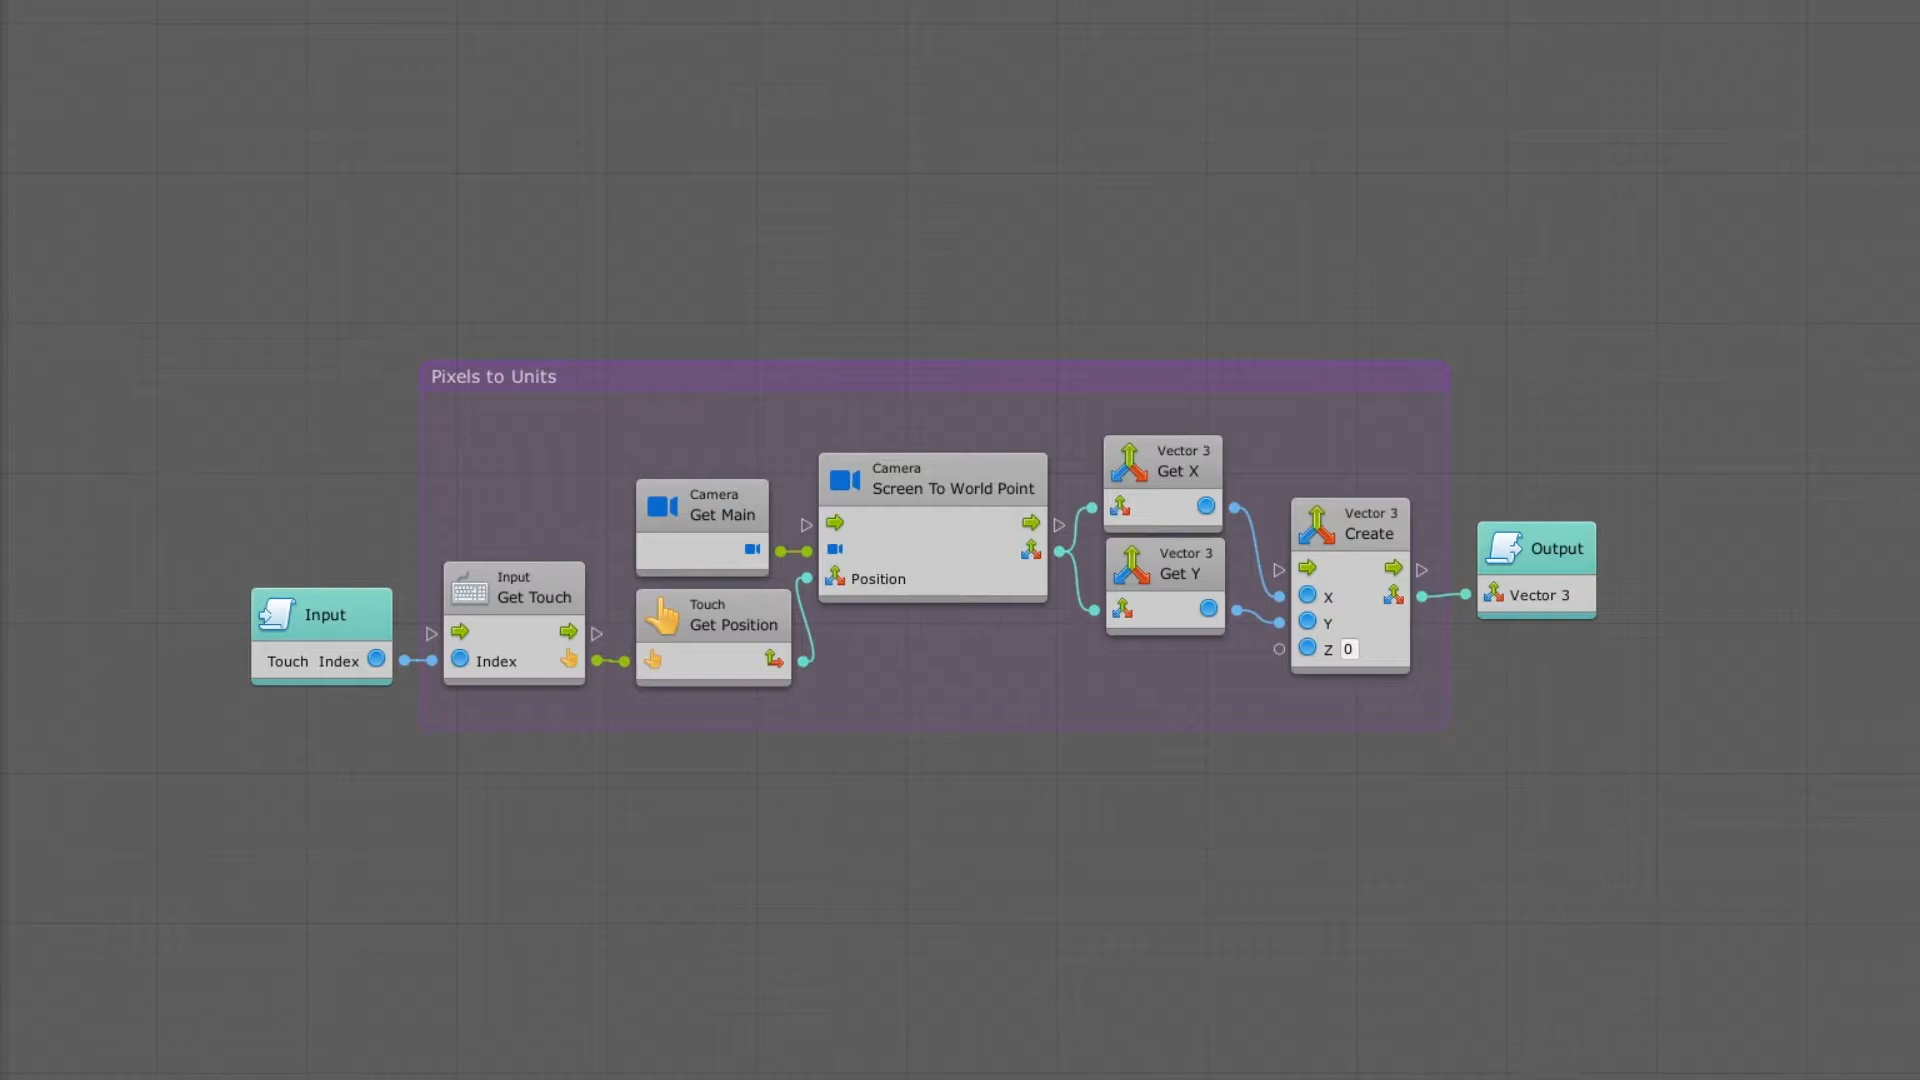 Pixels to Units
Input
Touch Index
Input
Get Touch
Index
Camera
Get Main
Touch
Get Position
Camera
Screen To World Point
Position
Vector 3
Get X
Vector 3
Get Y
Vector 3
Create
X
Y
Z 0
Output
Vector 3